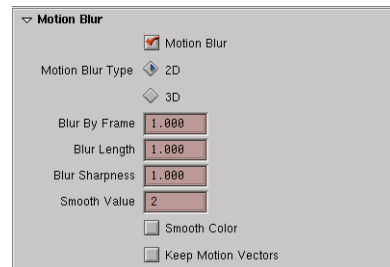 Motion Blur
Motion Blur
Motion Blur Type 2D
3D
Blur By Frame 1.000
Blur Length 1.000
Blur Sharpness 1.000
Smooth Value 2
Smooth Color
Keep Motion Vectors